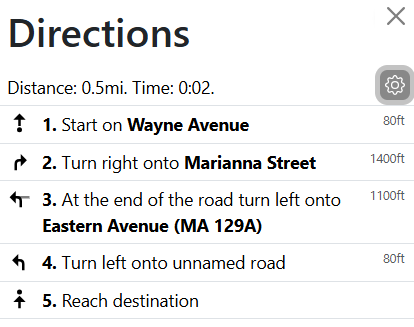 Directions
Distance: 0.5mi. Time: 0:02.
1. Start on Wayne Avenue 80ft
2. Turn right onto Marianna Street 1400ft
3. At the end of the road turn left onto 1100ft
Eastern Avenue (MA 129A)
4. Turn left onto unnamed road 80ft
5. Reach destination